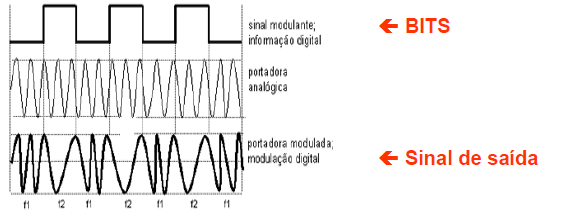 sinal modulante;
informação digital
🡨 BITS
portadora
analógica
portadora modulada;
modulação digital
🡨 Sinal de saída
f1 f2 f1 f2 f1 f2 f1